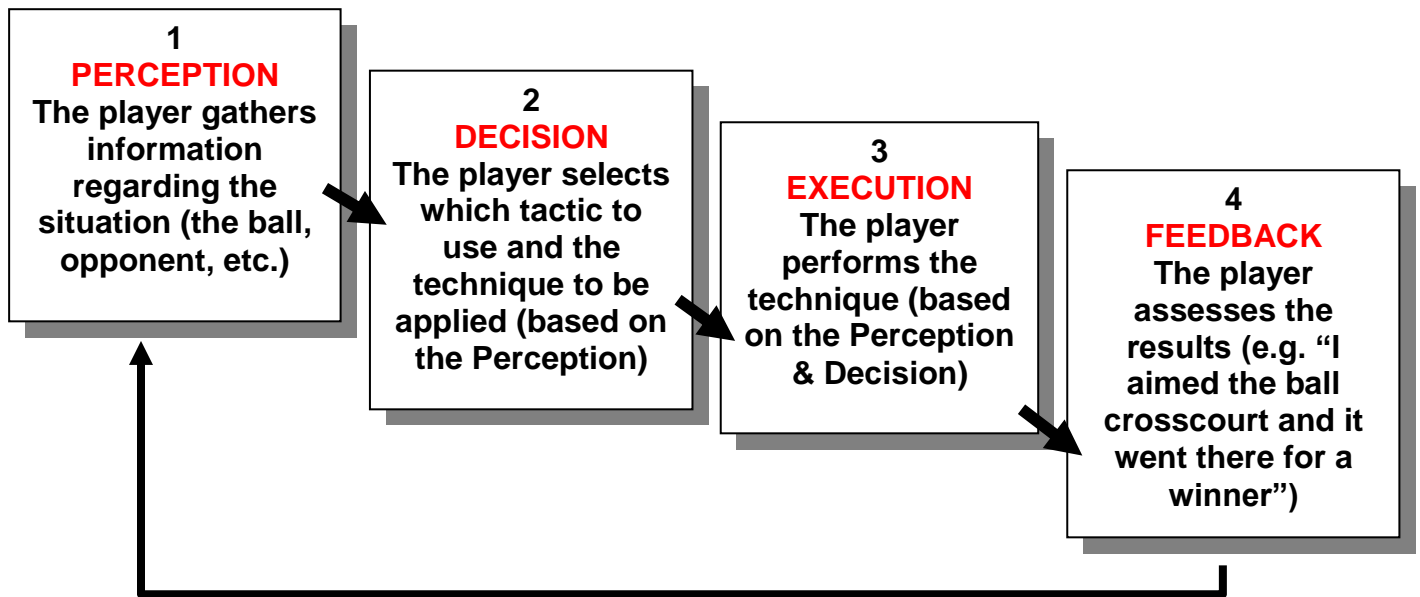 1
PERCEPTION
The player gathers
information
regarding the
situation (the ball,
opponent, etc.)
2
DECISION
The player selects
which tactic to
use and the
technique to be
applied (based on
the Perception)
3
EXECUTION
The player
performs the
technique (based
on the Perception
& Decision)
4
FEEDBACK
The player
assesses the
results (e.g. “I
aimed the ball
crosscourt and it
went there for a
winner”)